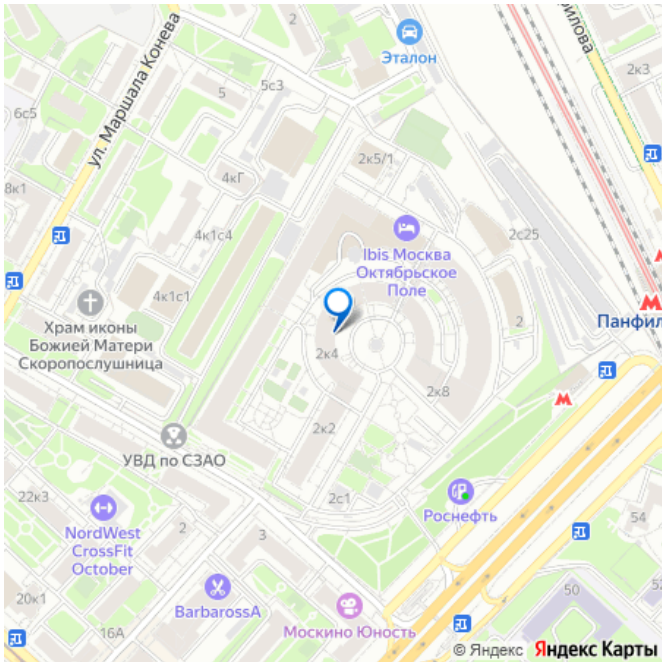 2
Эталон
илова
2к3
6с5
ул. Маршала Конева
5
5с3
4кГ
2к5/1
8к1
4к1с4
Ibis Москва
Октябрьское
Поле
2с25
4к1с1
Храм иконы
Божией Матери
Скоропослушница
2
М
Панфил
2к4
2к8
М
2к2
УВД по СЗАО
2с1
22к3
NordWest
CrossFit
October
2
3
Роснефть
54
BarbarossA
50
20к1
16А
Москино Юность
© Яндекс Яндекс Карты